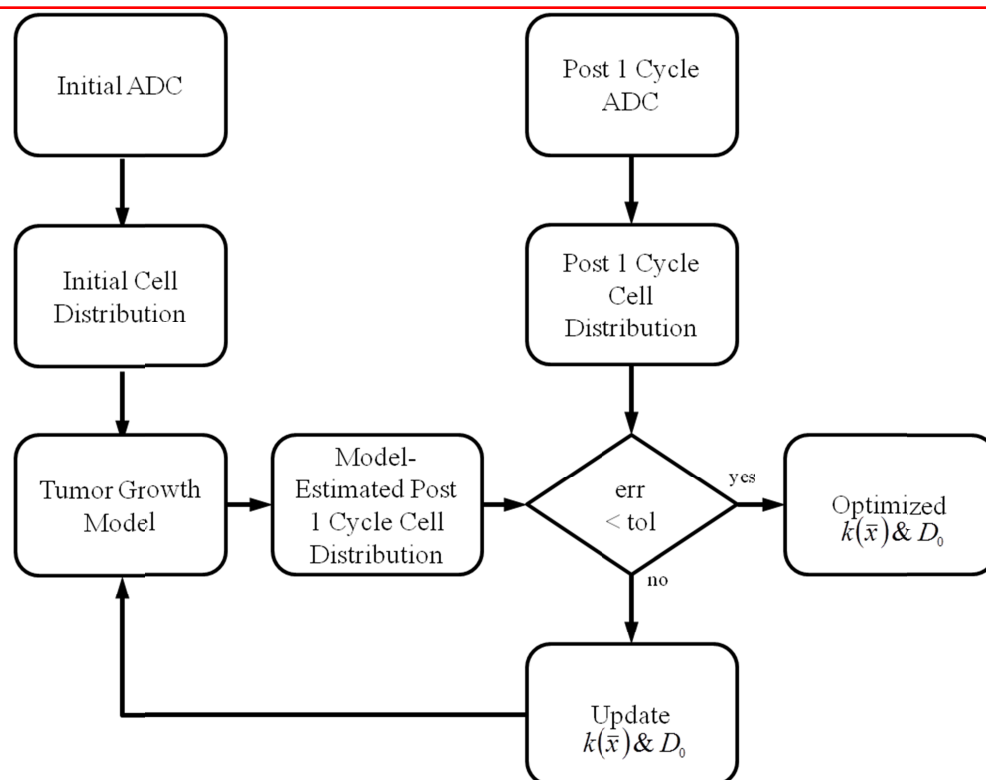 Initial ADC
Post 1 Cycle
ADC
Initial Cell
Distribution
Post 1 Cycle
Cell
Distribution
Tumor Growth
Model
Model-
Estimated Post
1 Cycle Cell
Distribution
err
< tol
yes
Optimized
k(x̄) & D₀
no
Update
k(x̄) & D₀